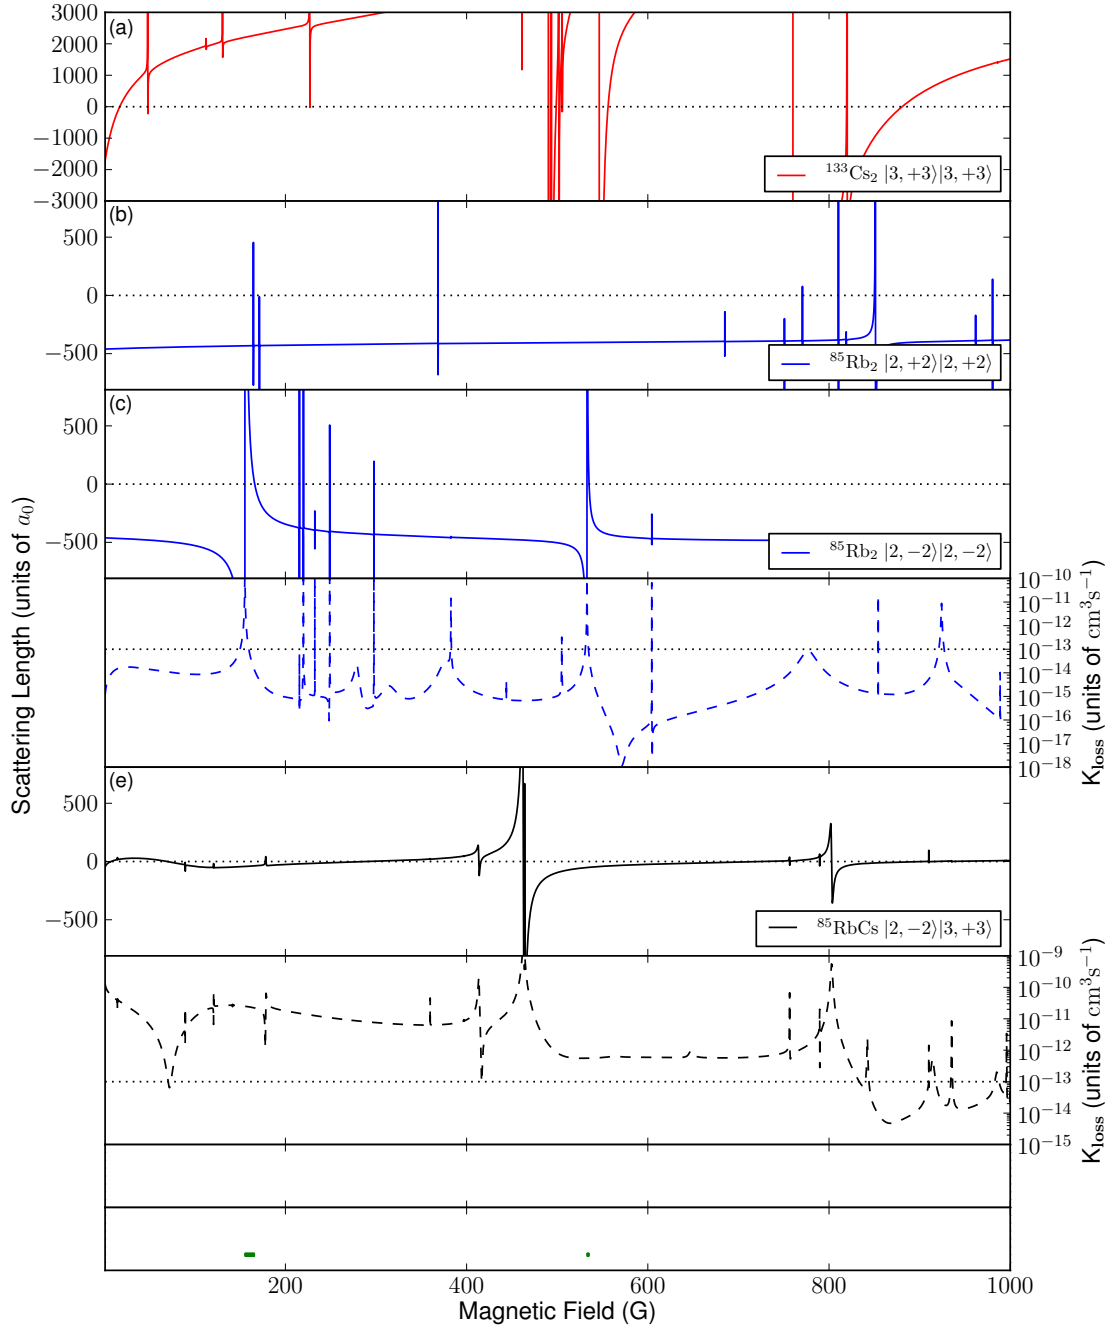 (a)
3000
2000
1000
0
−1000
−2000
−3000
¹³³Cs₂ |3, +3⟩|3, +3⟩
(b)
500
0
−500
⁸⁵Rb₂ |2, +2⟩|2, +2⟩
(c)
500
0
−500
⁸⁵Rb₂ |2, −2⟩|2, −2⟩
10⁻¹⁰
10⁻¹¹
10⁻¹³
10⁻¹⁴
10⁻¹⁵
10⁻¹⁶
10⁻¹⁷
10⁻¹⁸
K_loss (units of cm³s⁻¹)
Scattering Length (units of a₀)
(e)
500
0
−500
⁸⁵RbCs |2, −2⟩|3, +3⟩
10⁻⁹
10⁻¹⁰
10⁻¹¹
10⁻¹²
10⁻¹³
10⁻¹⁴
10⁻¹⁵
K_loss (units of cm³s⁻¹)
200 400 600 800 1000
Magnetic Field (G)